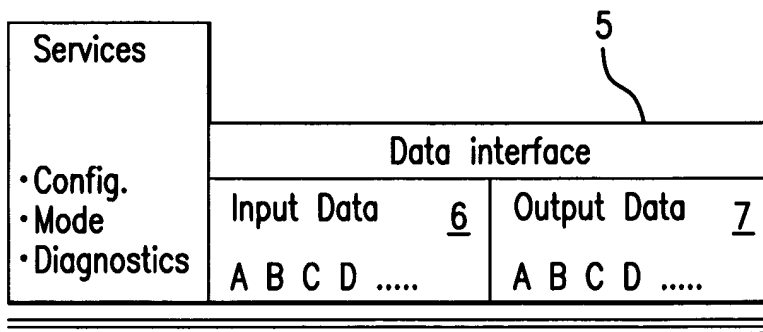 5
Services
Data interface
·Config.
·Mode
·Diagnostics
Input Data 6
A B C D .....
Output Data 7
A B C D .....